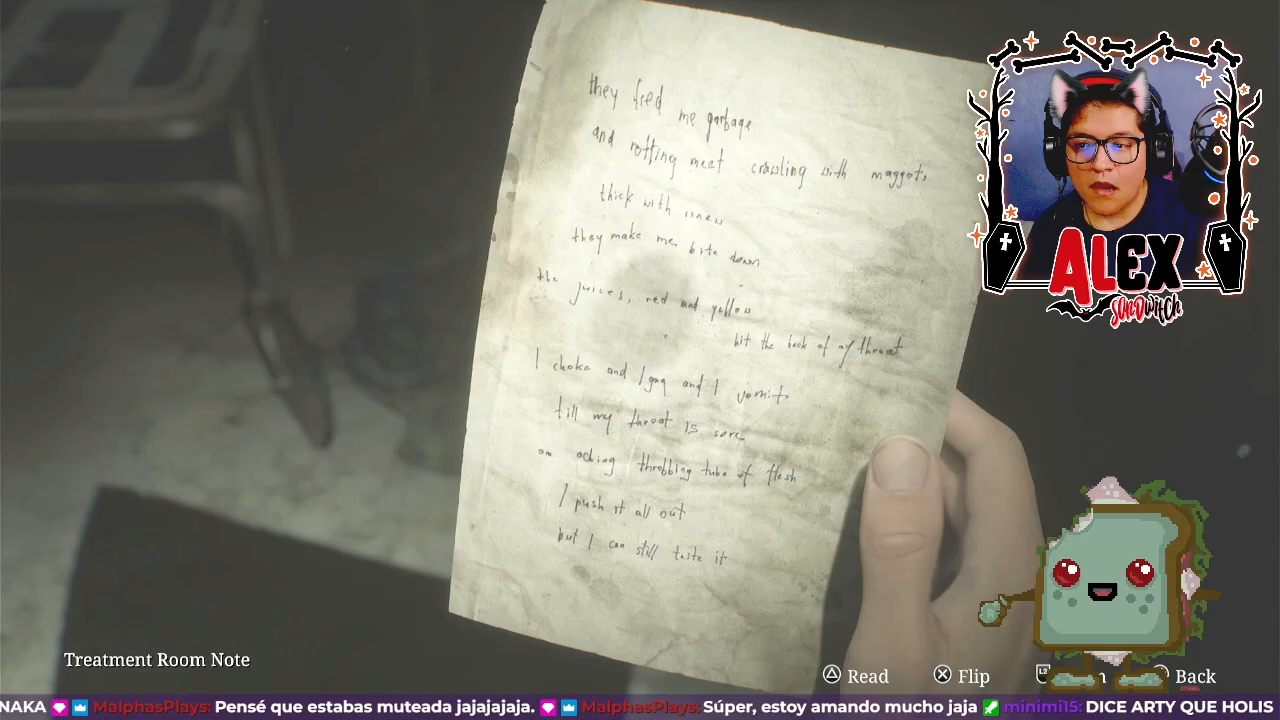 they feed me garbage
and rotting meat crawling with maggots
thick with sinew
they make me bite down
the juices, red and yellow
hit the back of my throat
I choke and I gag and I vomit
till my throat is sore
an aching throbbing tube of flesh
I push it all out
but I can still taste it
ALEX
SANDWITCH
Treatment Room Note
Read
Flip
L2
Back
NAKA MalphasPlays: Pensé que estabas muteada jajajajaja. MalphasPlays: Súper, estoy amando mucho jaja minimi15: DICE ARTY QUE HOLIS